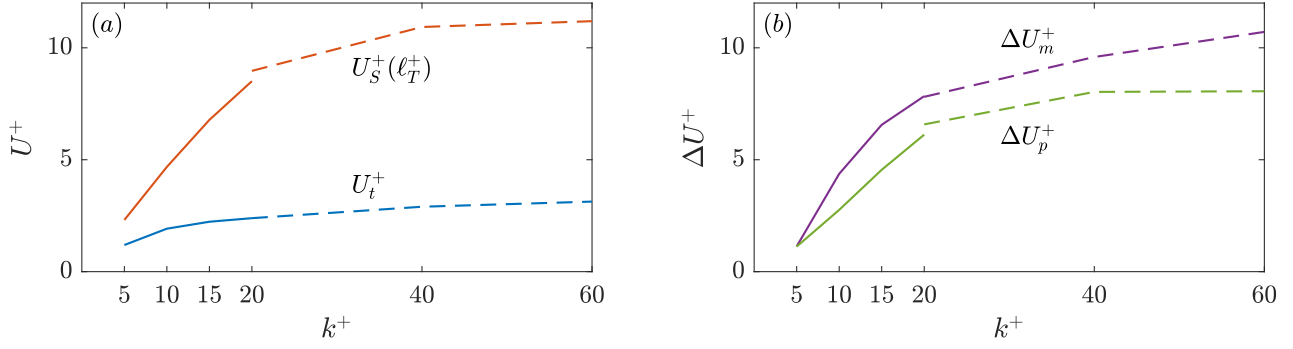 (a)
10
5
0
U+
U_S^+(ℓ_T^+)
U_t^+
5 10 15 20 40 60
k+
(b)
10
5
0
ΔU+
ΔU_m^+
ΔU_p^+
5 10 15 20 40 60
k+